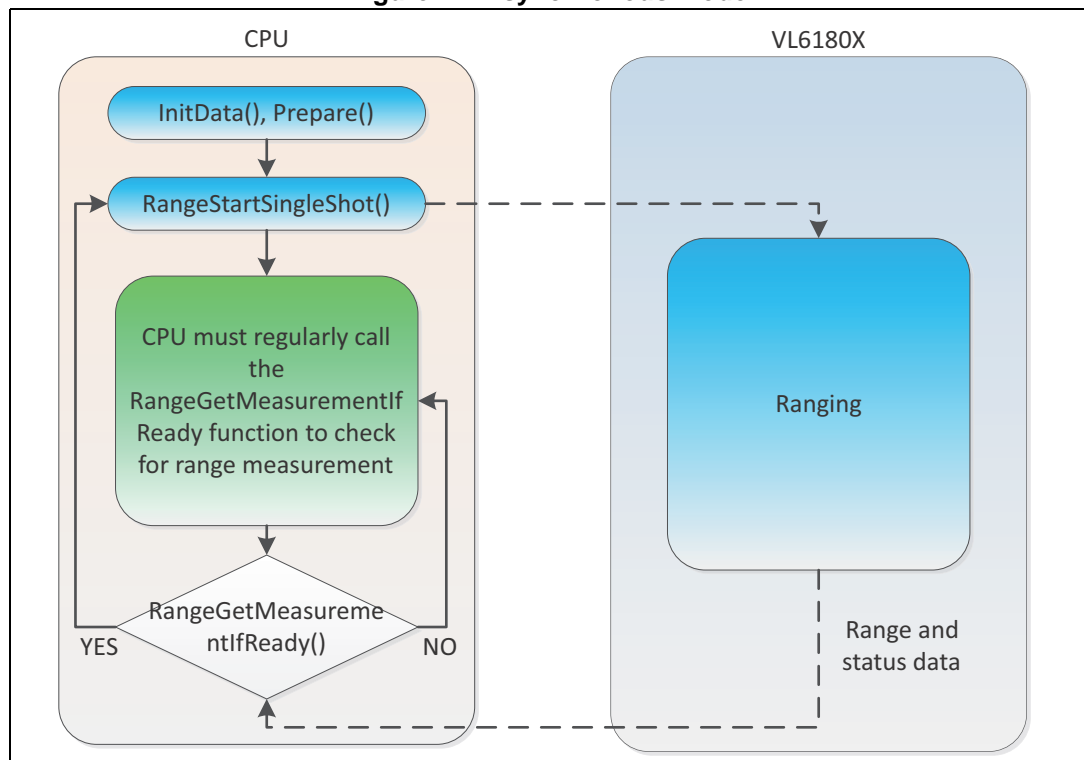 CPU
VL6180X
InitData(), Prepare()
RangeStartSingleShot()
CPU must regularly call
the
RangeGetMeasurementIf
Ready function to check
for range measurement
Ranging
RangeGetMeasureme
ntIfReady()
YES
NO
Range and
status data